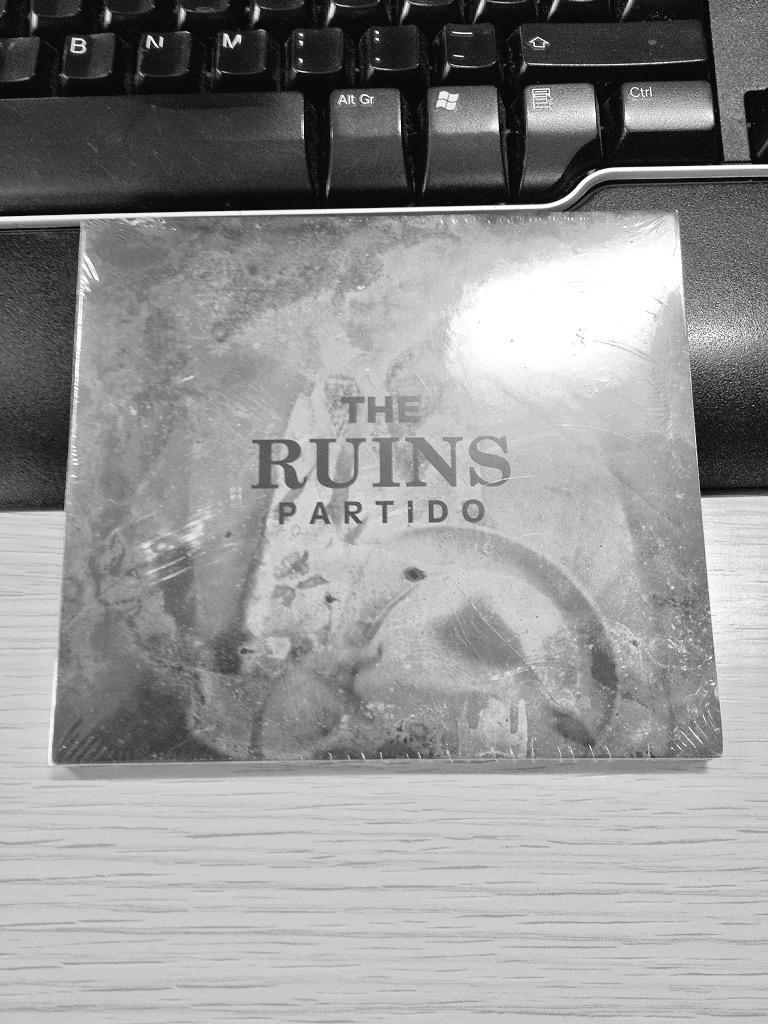 B N M ; : —
Alt Gr Ctrl
THE
RUINS
PARTIDO